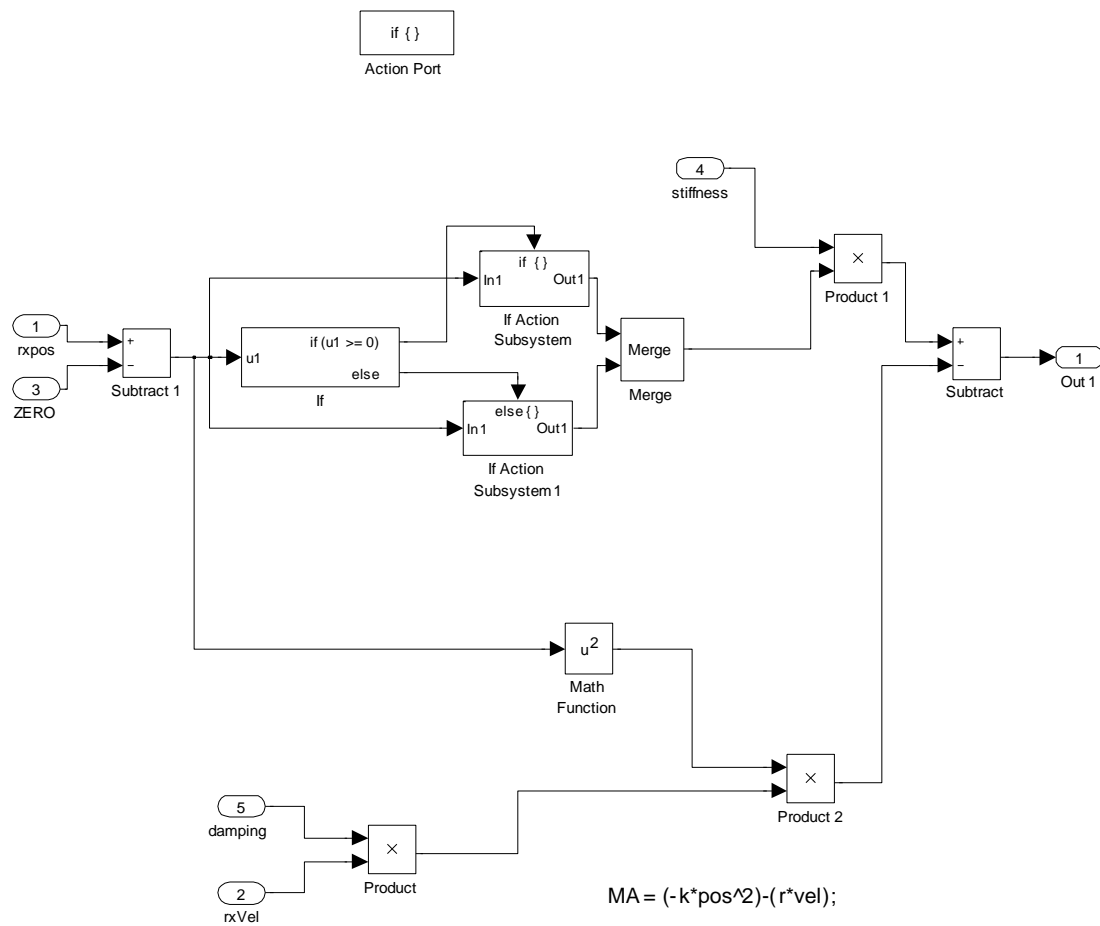 if { }
Action Port
4
stiffness
if { }
In1
Out1
If Action
Subsystem
×
Product 1
1
rxpos
+
−
Subtract 1
3
ZERO
u1
if (u1 >= 0)
else
If
Merge
Merge
+
−
Subtract
1
Out 1
else { }
In1
Out1
If Action
Subsystem 1
u2
Math
Function
×
Product 2
5
damping
×
Product
2
rxVel
MA = (-k*pos^2)-(r*vel);